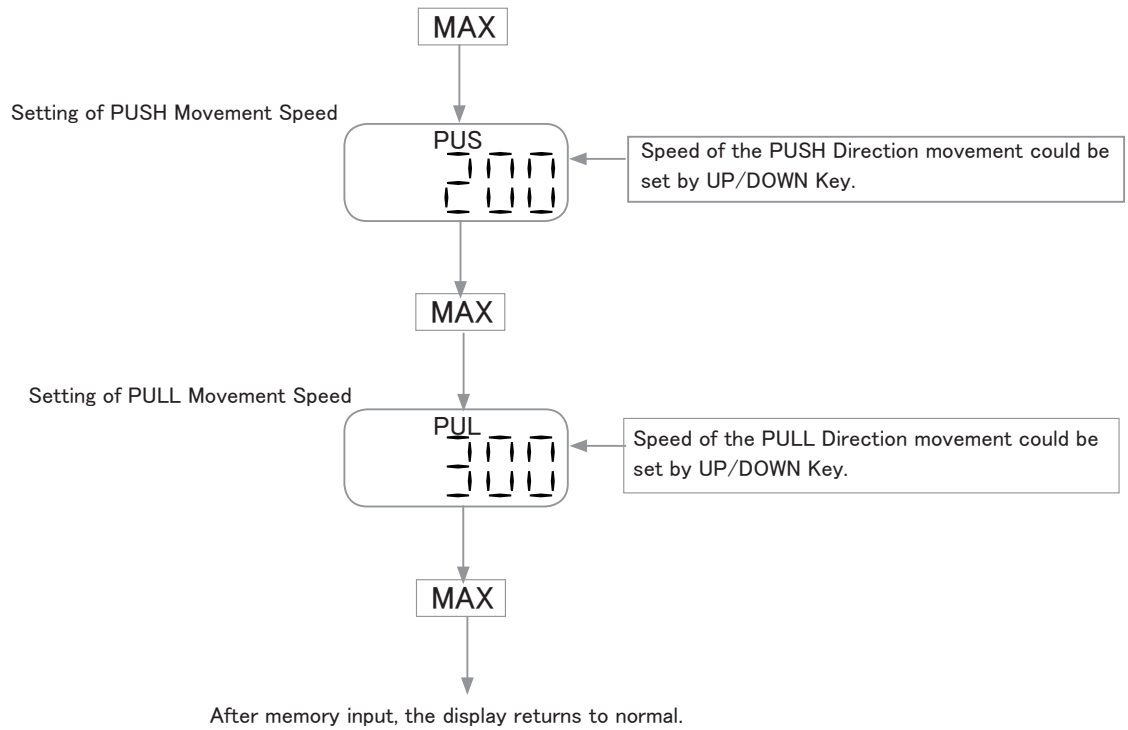 MAX
Setting of PUSH Movement Speed
PUS
200
Speed of the PUSH Direction movement could be
set by UP/DOWN Key.
MAX
Setting of PULL Movement Speed
PUL
300
Speed of the PULL Direction movement could be
set by UP/DOWN Key.
MAX
After memory input, the display returns to normal.